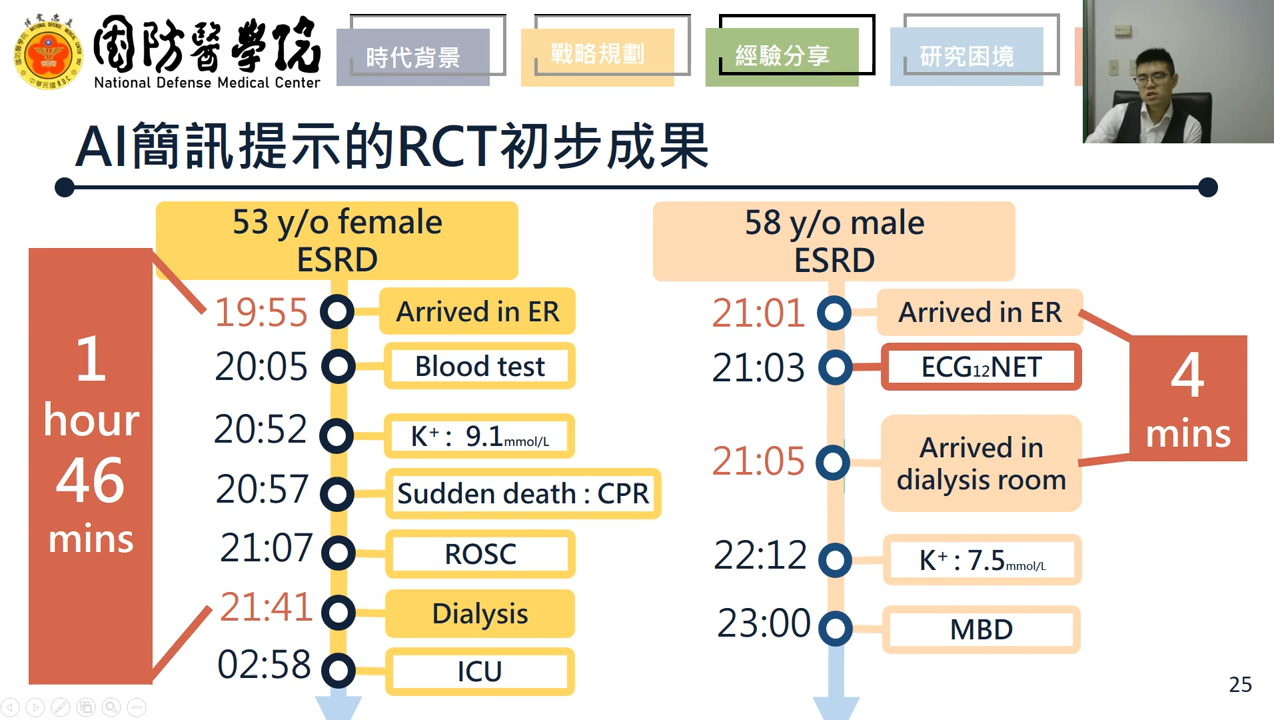 國防醫學院
National Defense Medical Center
時代背景
戰略規劃
經驗分享
研究困境
AI簡訊提示的RCT初步成果
53 y/o female
ESRD
1
hour
46
mins
19:55 Arrived in ER
20:05 Blood test
20:52 K⁺ : 9.1mmol/L
20:57 Sudden death : CPR
21:07 ROSC
21:41 Dialysis
02:58 ICU
58 y/o male
ESRD
21:01 Arrived in ER
21:03 ECG₁₂NET
21:05 Arrived in
dialysis room
22:12 K⁺ : 7.5mmol/L
23:00 MBD
4
mins
25